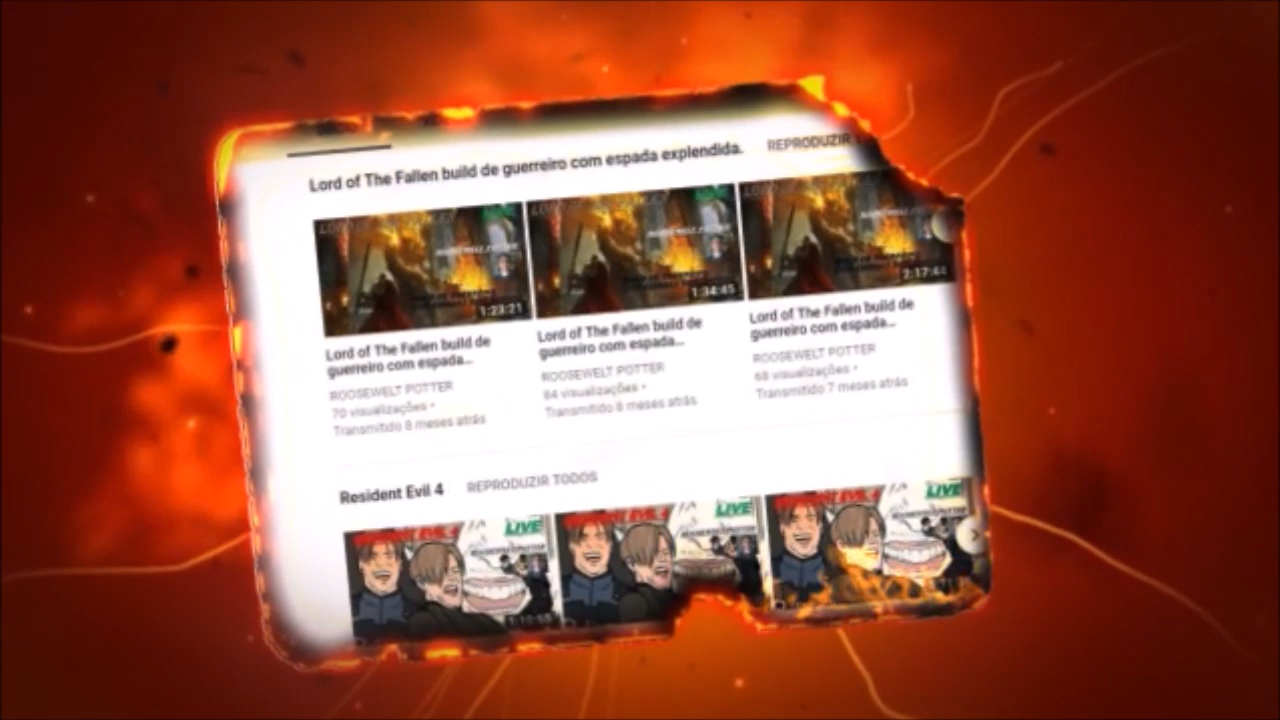 Lord of The Fallen build de guerreiro com espada explendida. REPRODUZIR
1:23:21
1:34:45
2:17:44
Lord of The Fallen build de
guerreiro com espada...
ROOSEWELT POTTER
70 visualizações •
Transmitido 8 meses atrás
Lord of The Fallen build de
guerreiro com espada...
ROOSEWELT POTTER
84 visualizações •
Transmitido 8 meses atrás
Lord of The Fallen build de
guerreiro com espada...
ROOSEWELT POTTER
68 visualizações •
Transmitido 7 meses atrás
Resident Evil 4 REPRODUZIR TODOS
LIVE
LIVE
LIVE